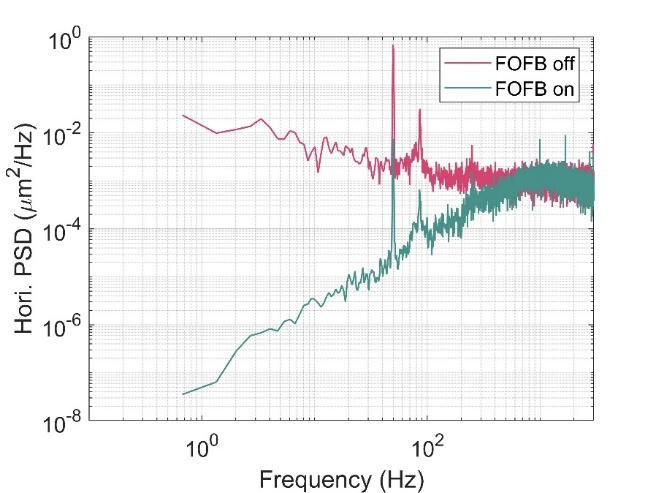 10^0
10^-2
10^-4
10^-6
10^-8
Hori. PSD (μm^2/Hz)
FOFB off
FOFB on
10^0
10^2
Frequency (Hz)